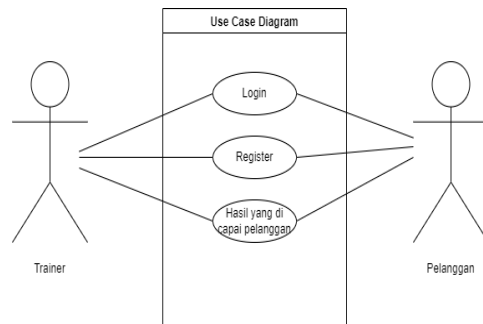 Use Case Diagram
Login
Register
Hasil yang di
capai pelanggan
Trainer
Pelanggan